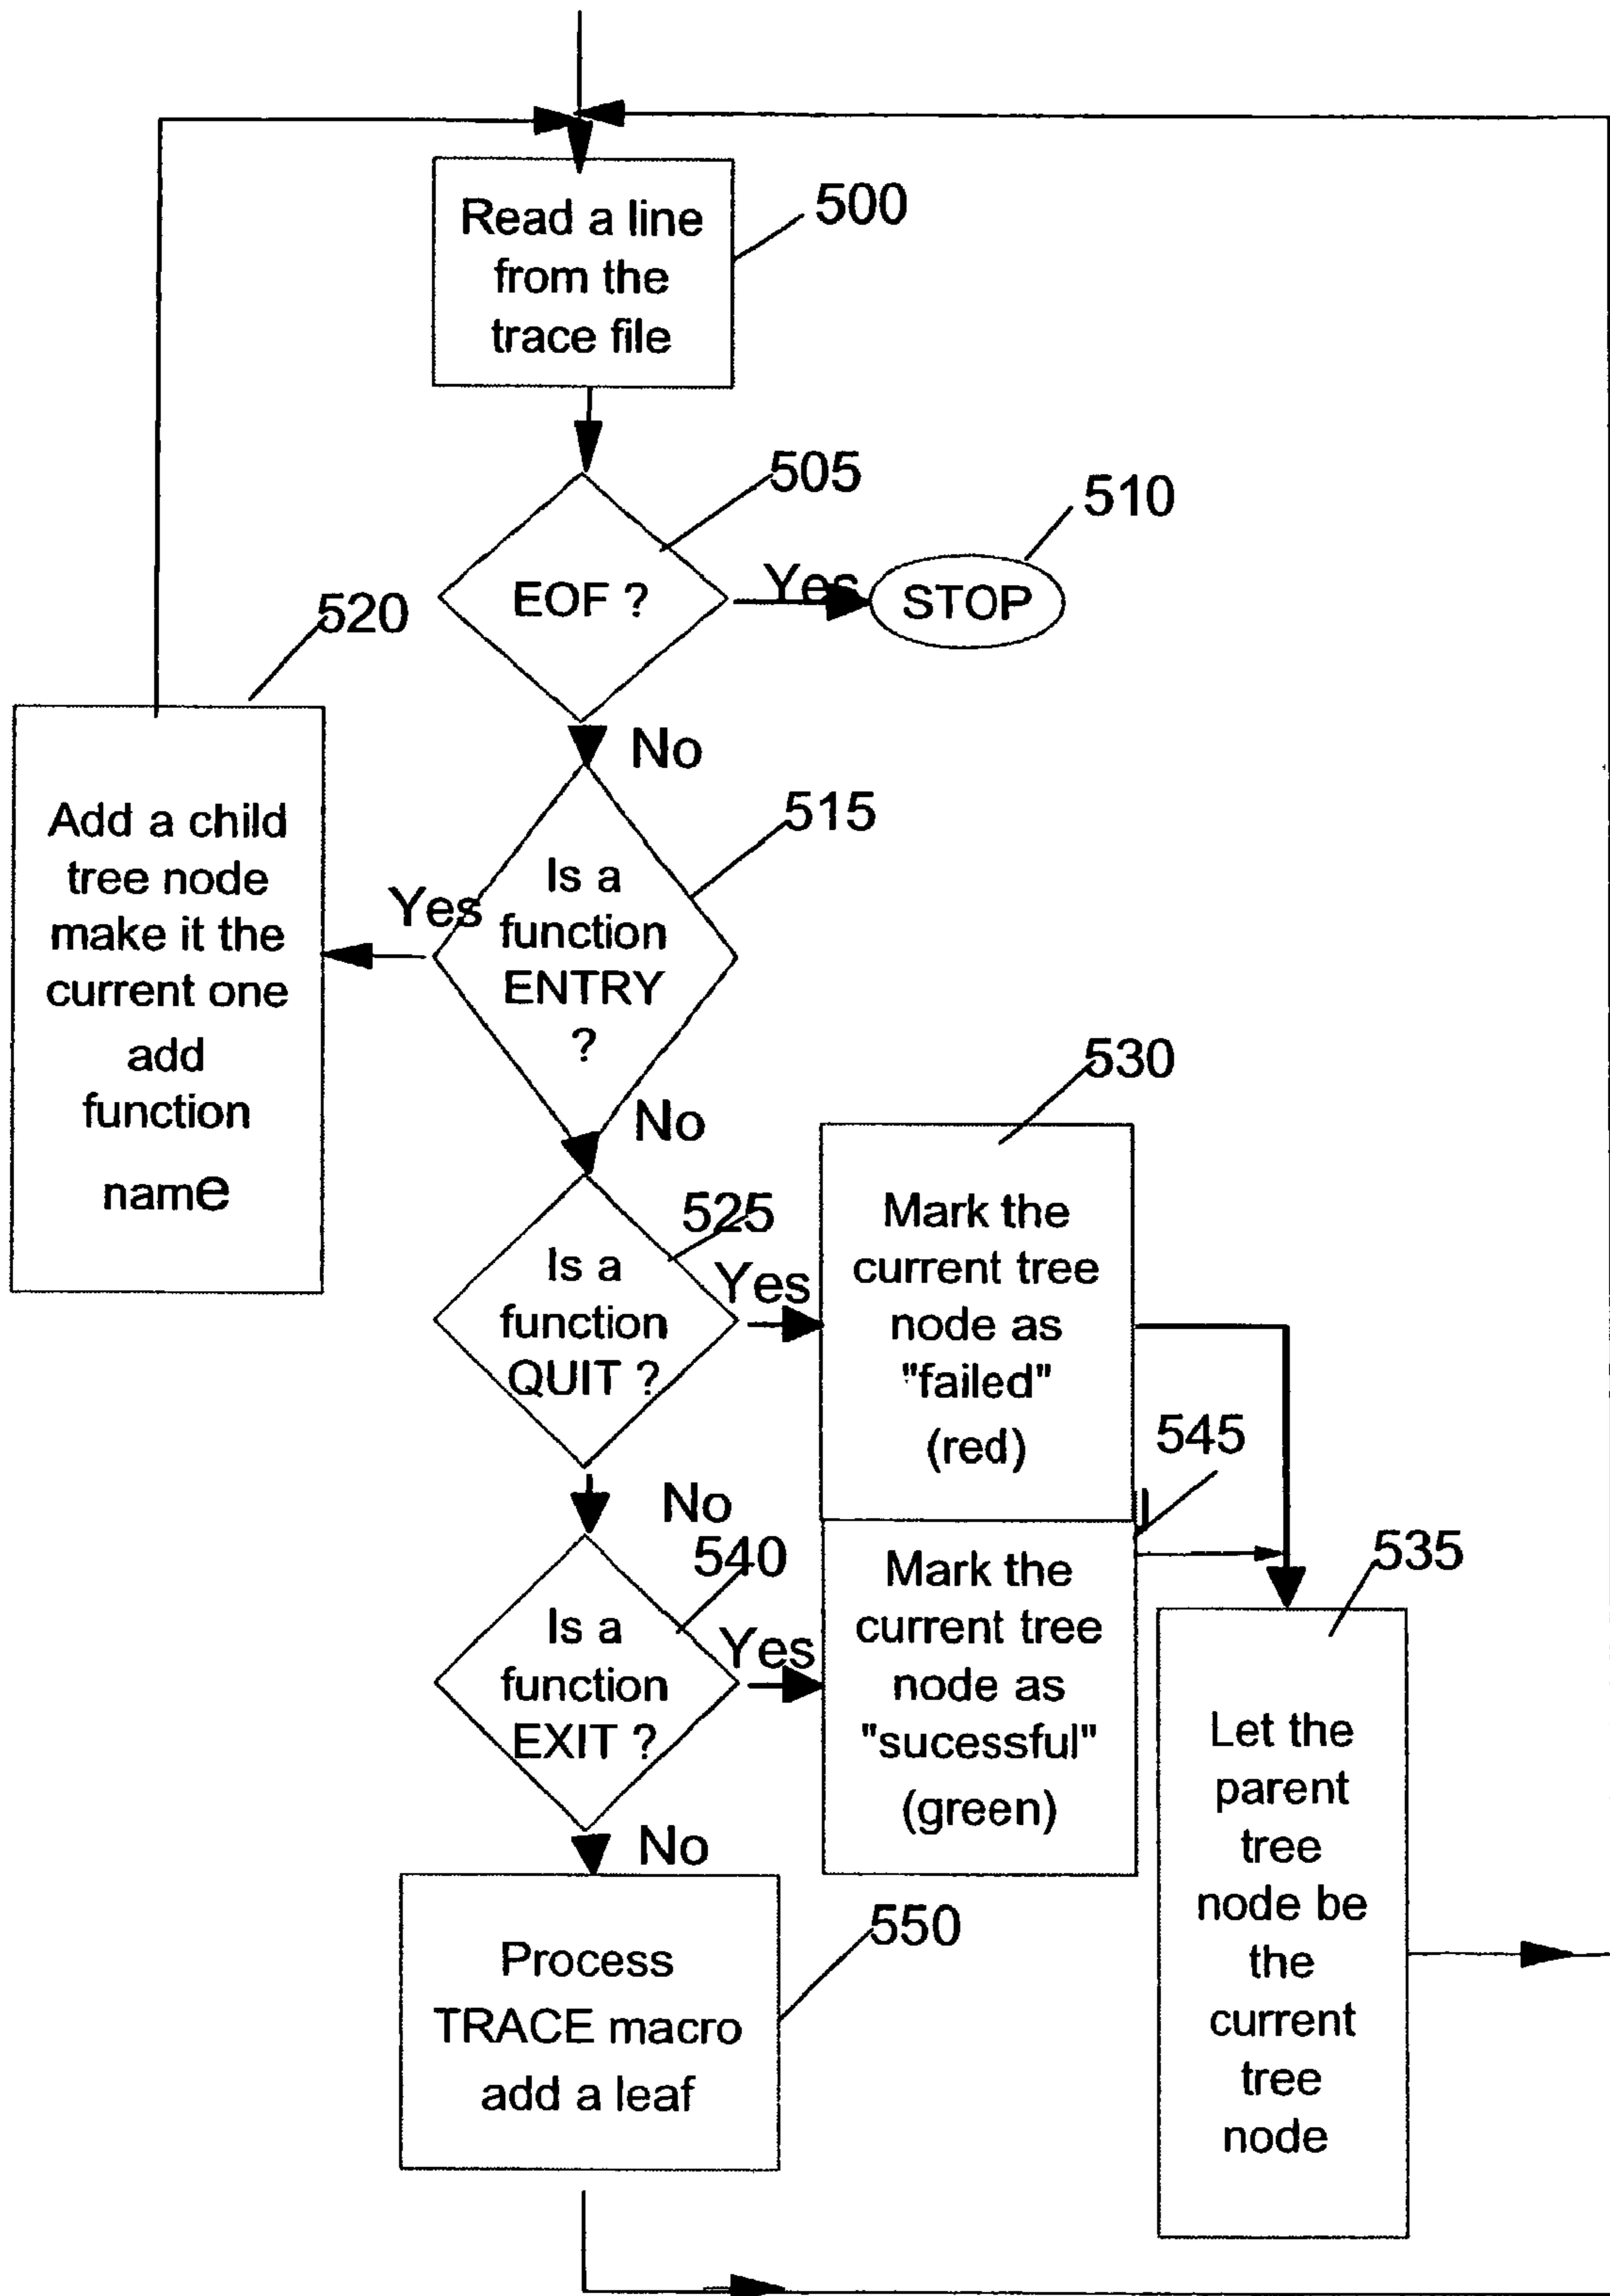 Read a line
from the
trace file
500
EOF ?
505
Yes
STOP
510
No
Is a
function
ENTRY
?
515
Yes
Add a child
tree node
make it the
current one
add
function
name
520
No
Is a
function
QUIT ?
525
Yes
Mark the
current tree
node as
"failed"
(red)
530
No
Is a
function
EXIT ?
540
Yes
Mark the
current tree
node as
"sucessful"
(green)
545
Let the
parent
tree
node be
the
current
tree
node
535
No
Process
TRACE macro
add a leaf
550